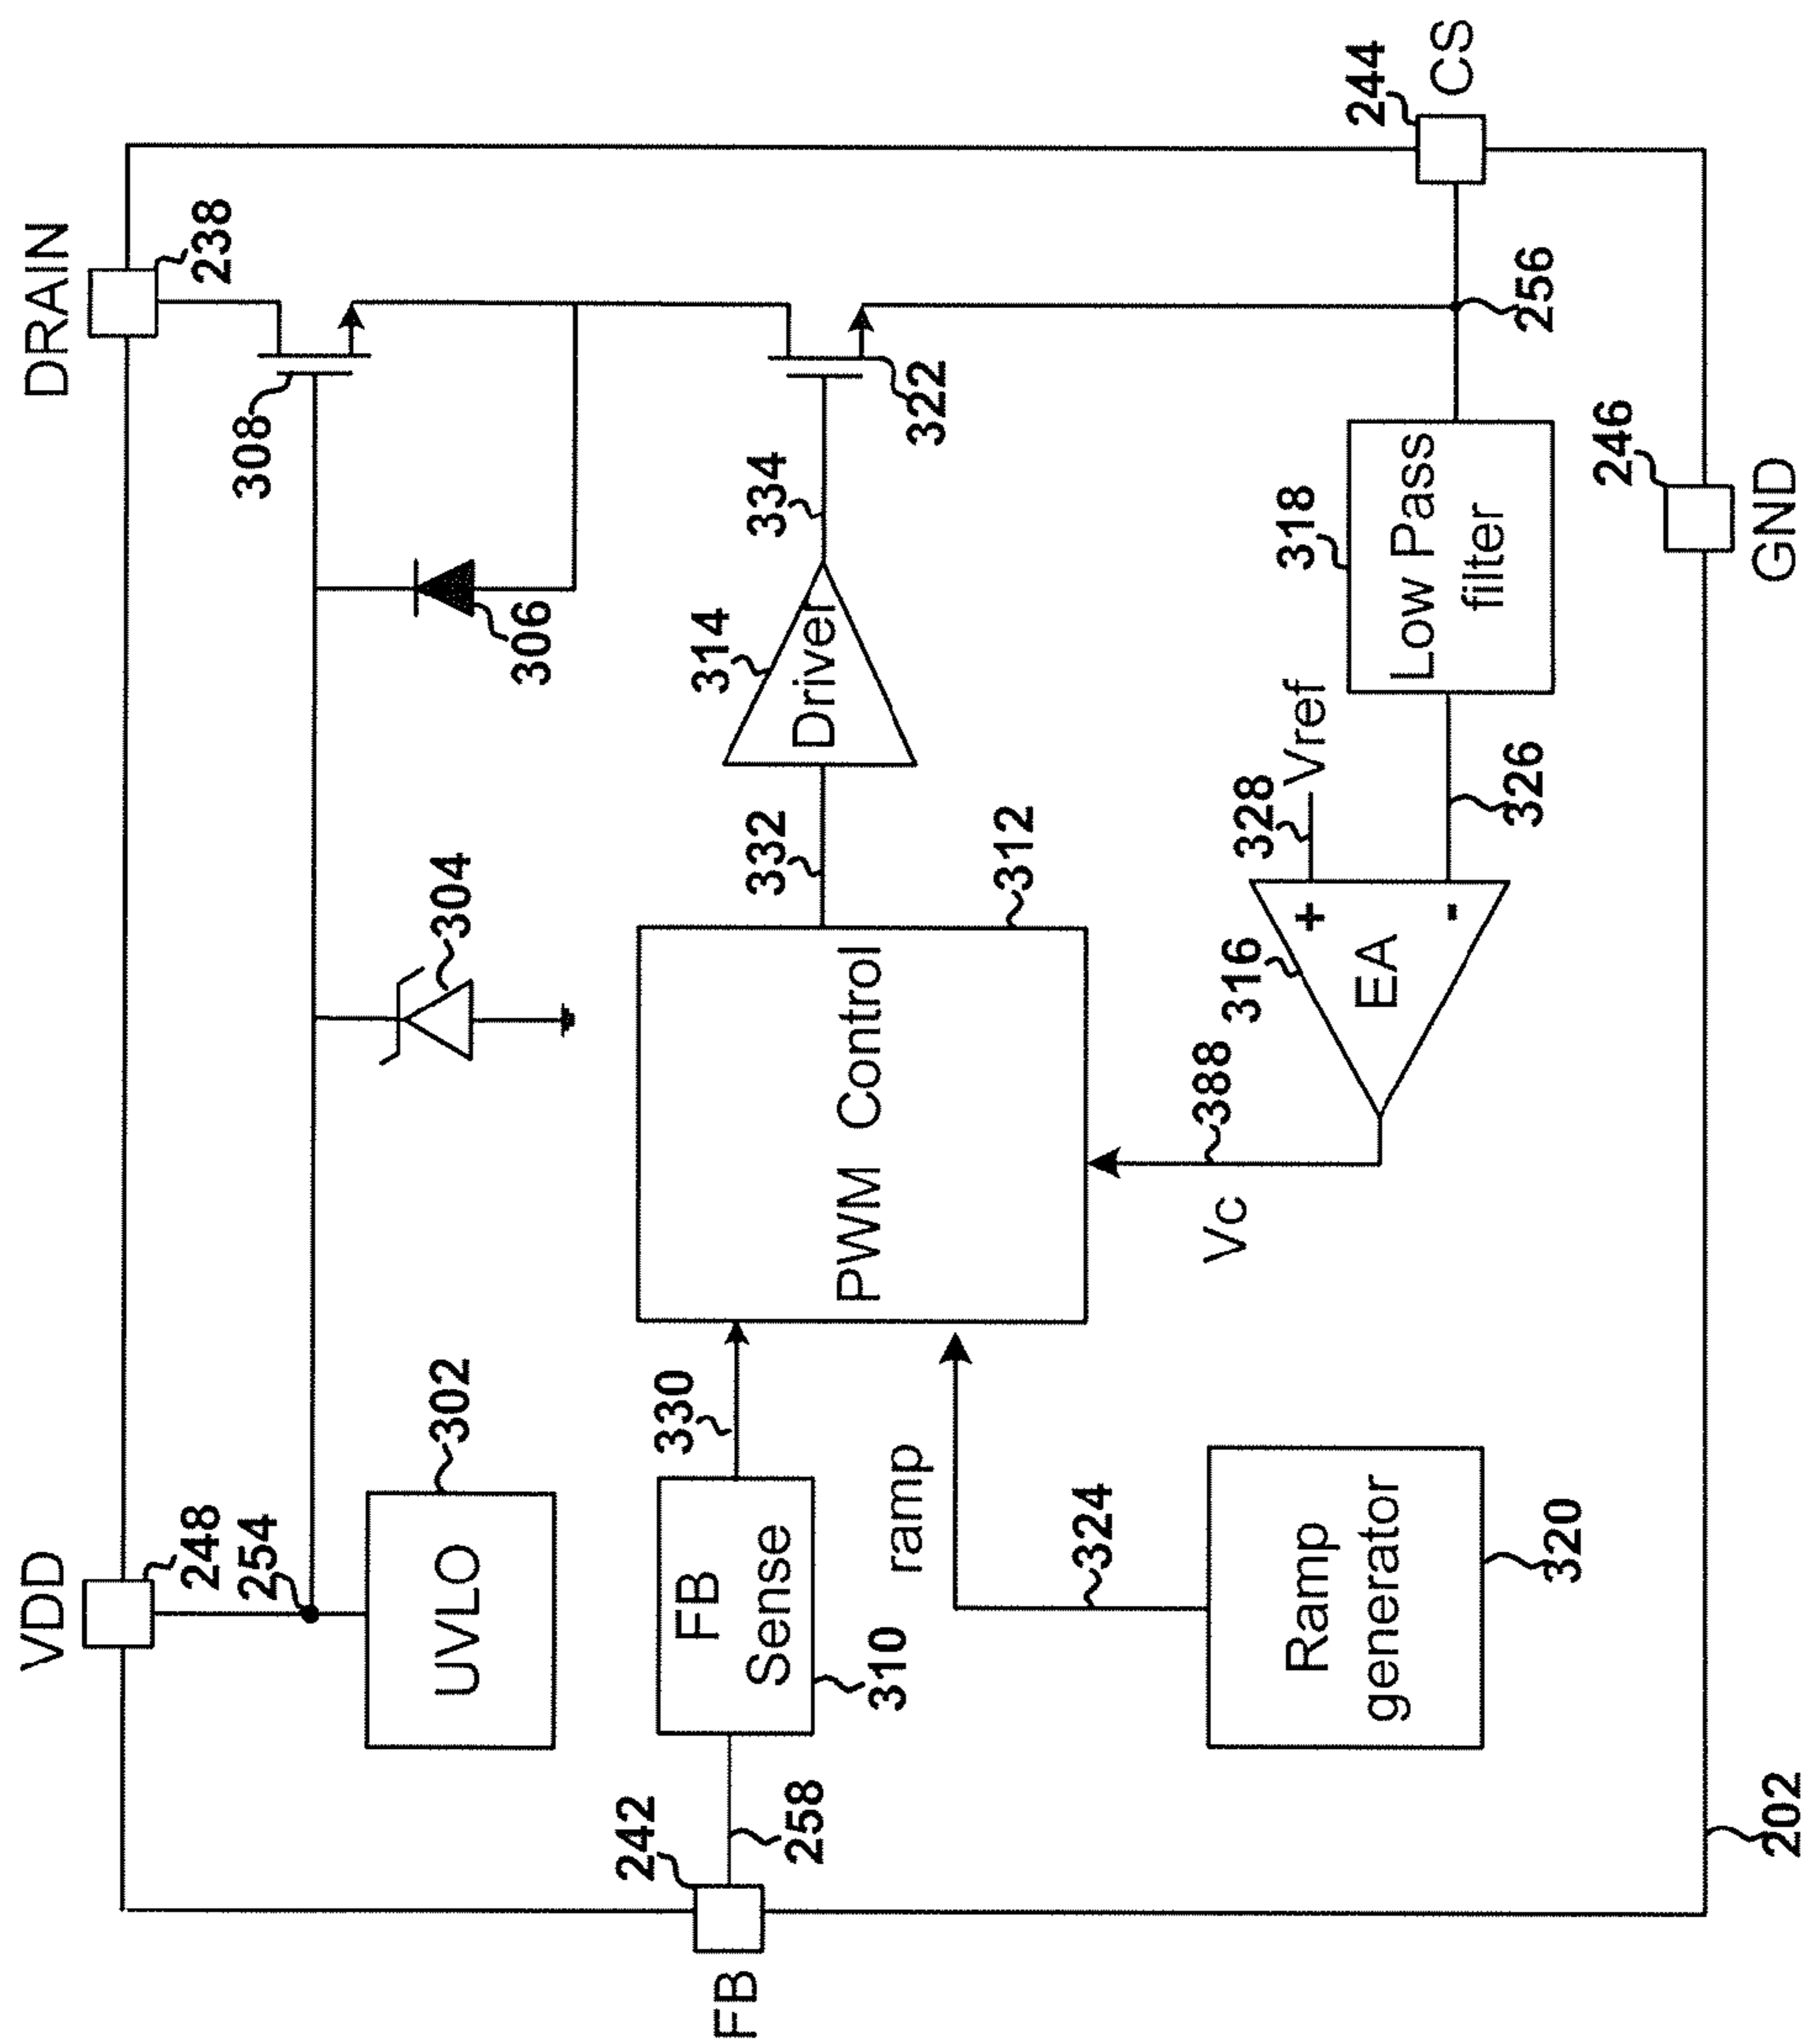 VDD
248
254
302
UVLO
304
306
308
DRAIN
238
FB
242
258
FB
Sense
310
330
PWM Control
312
332
Driver
314
334
322
ramp
324
Ramp
generator
320
Vc
388
EA
316
+
-
328
Vref
326
Low Pass
filter
318
256
244
CS
246
GND
202